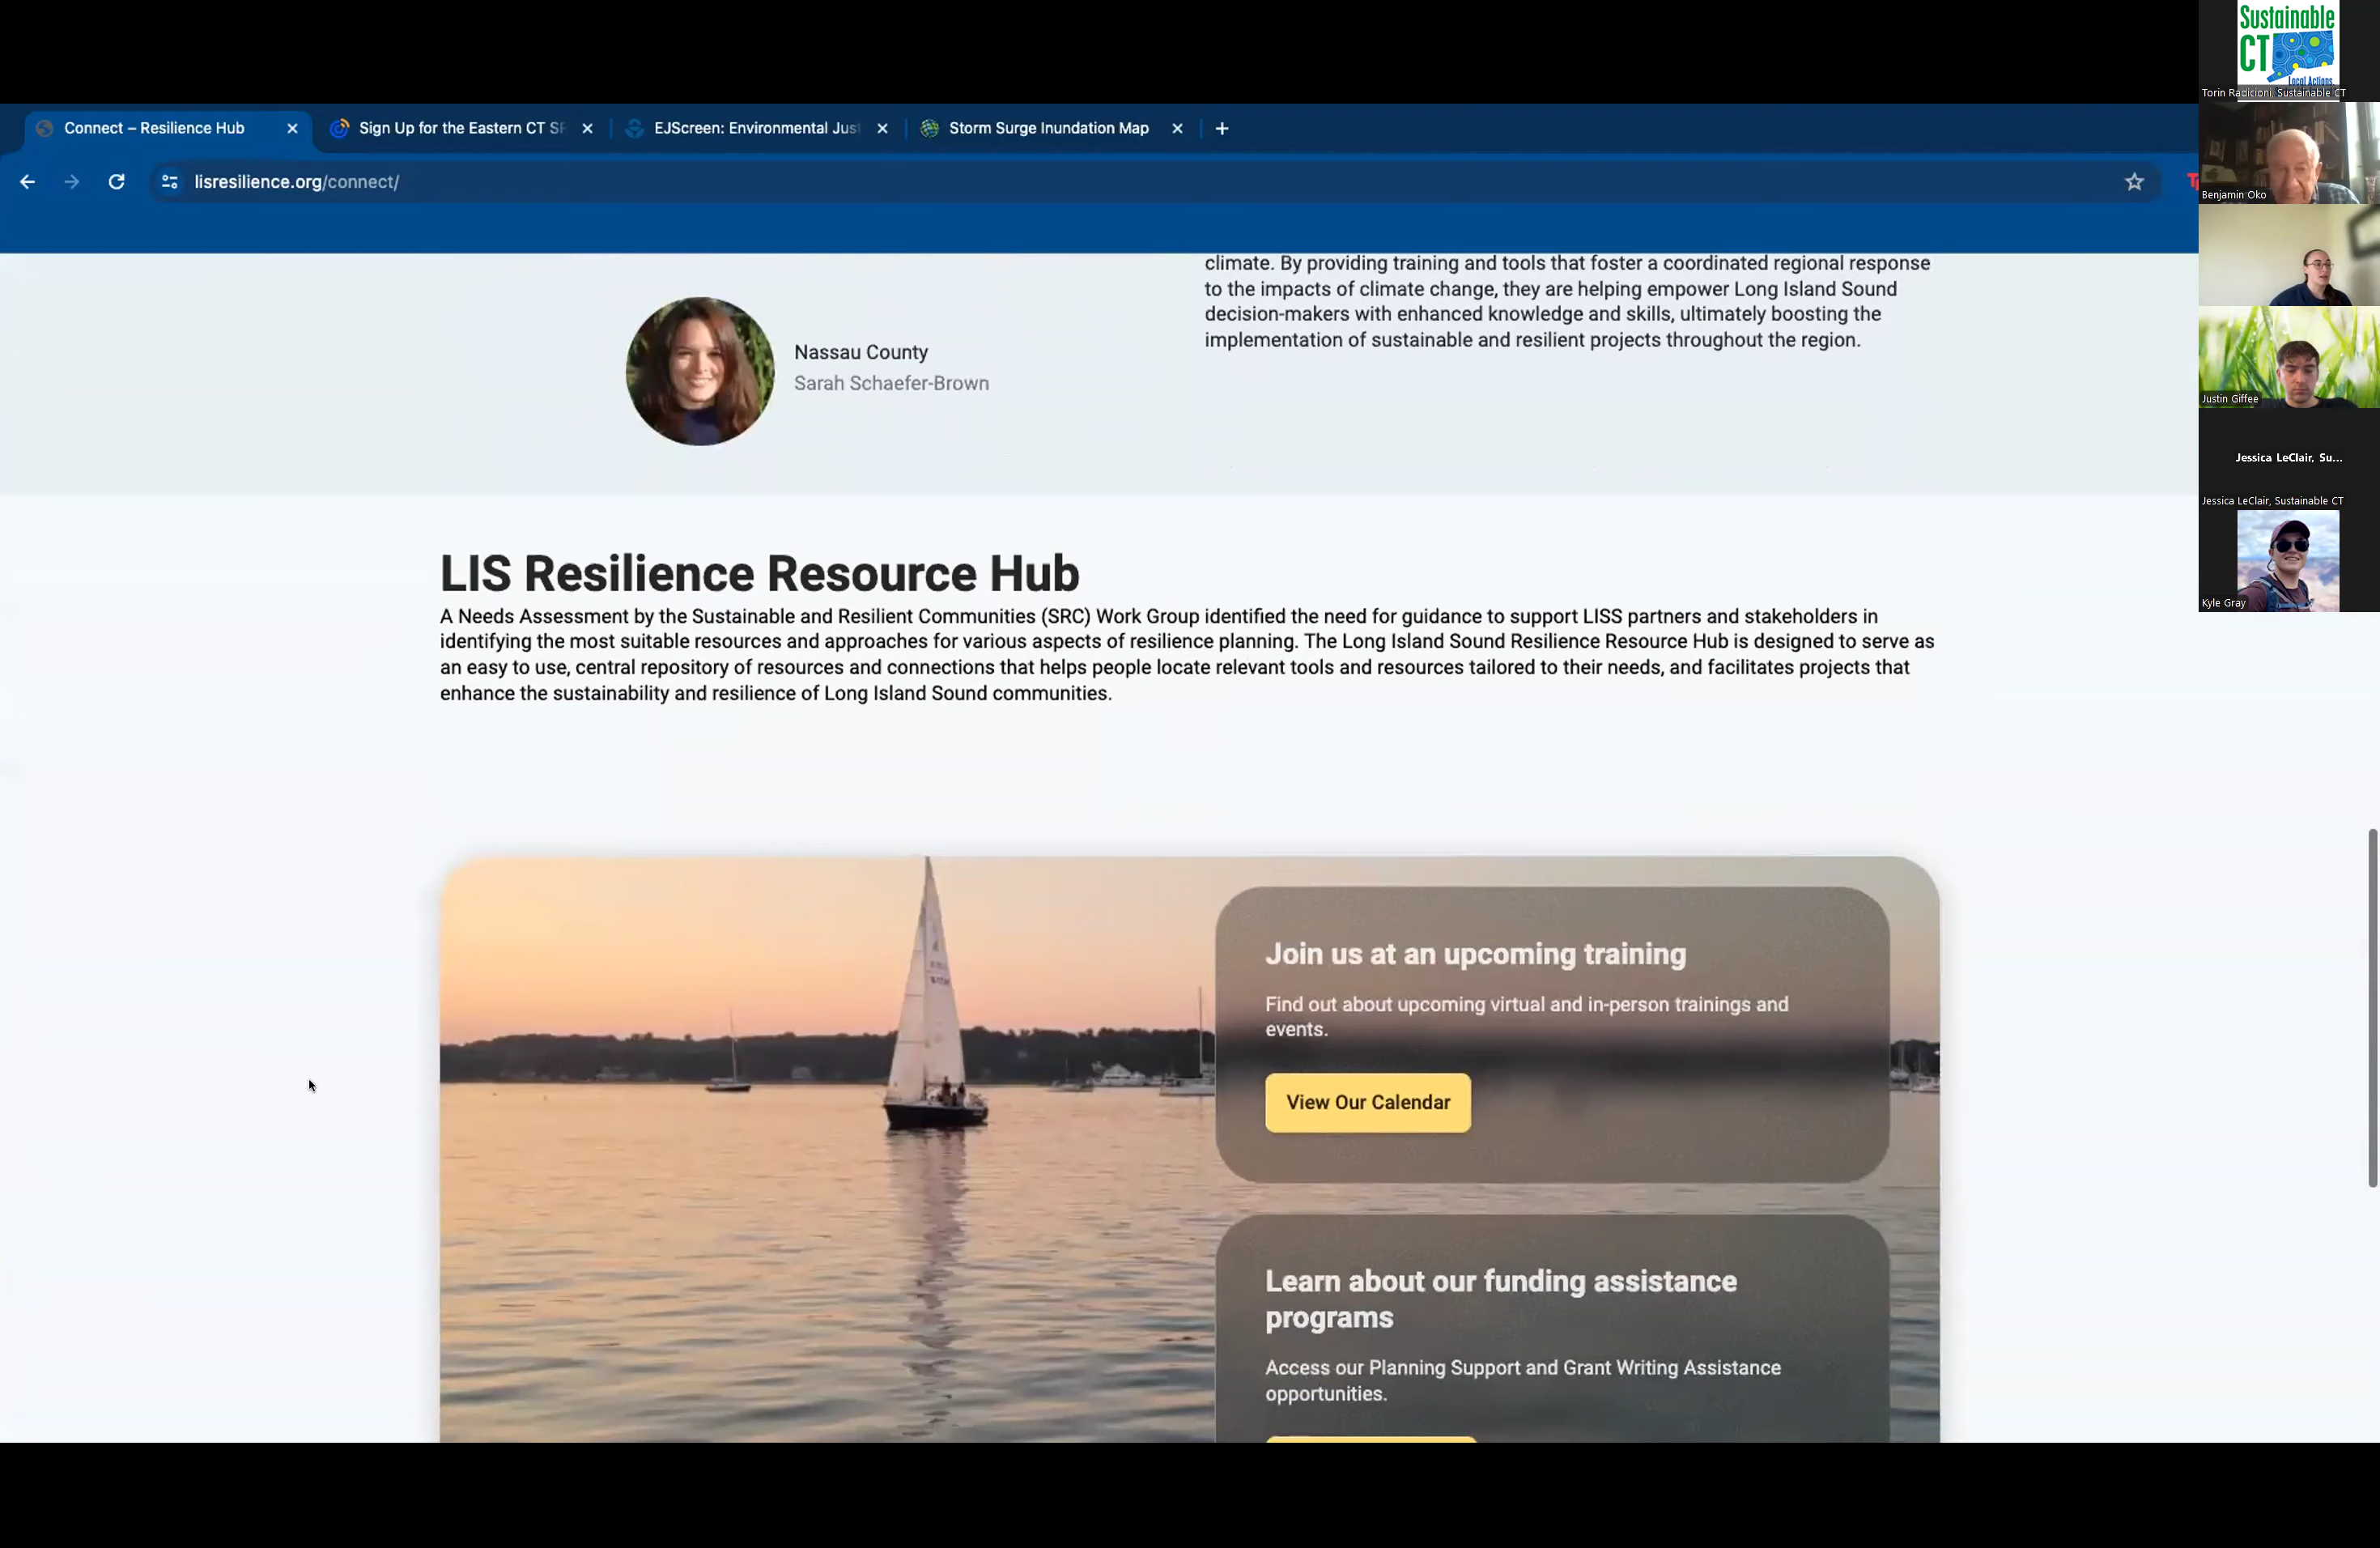 Sustainable
CT
Local Actions
Torin Radicioni, Sustainable CT
Connect – Resilience Hub
Sign Up for the Eastern CT
EJScreen: Environmental Jus
Storm Surge Inundation Map
lisresilience.org/connect/
Benjamin Oko
climate. By providing training and tools that foster a coordinated regional response
to the impacts of climate change, they are helping empower Long Island Sound
decision-makers with enhanced knowledge and skills, ultimately boosting the
implementation of sustainable and resilient projects throughout the region.
Nassau County
Sarah Schaefer-Brown
Justin Giffee
Jessica LeClair, Su...
Jessica LeClair, Sustainable CT
Kyle Gray
LIS Resilience Resource Hub
A Needs Assessment by the Sustainable and Resilient Communities (SRC) Work Group identified the need for guidance to support LISS partners and stakeholders in
identifying the most suitable resources and approaches for various aspects of resilience planning. The Long Island Sound Resilience Resource Hub is designed to serve as
an easy to use, central repository of resources and connections that helps people locate relevant tools and resources tailored to their needs, and facilitates projects that
enhance the sustainability and resilience of Long Island Sound communities.
Join us at an upcoming training
Find out about upcoming virtual and in-person trainings and
events.
View Our Calendar
Learn about our funding assistance
programs
Access our Planning Support and Grant Writing Assistance
opportunities.